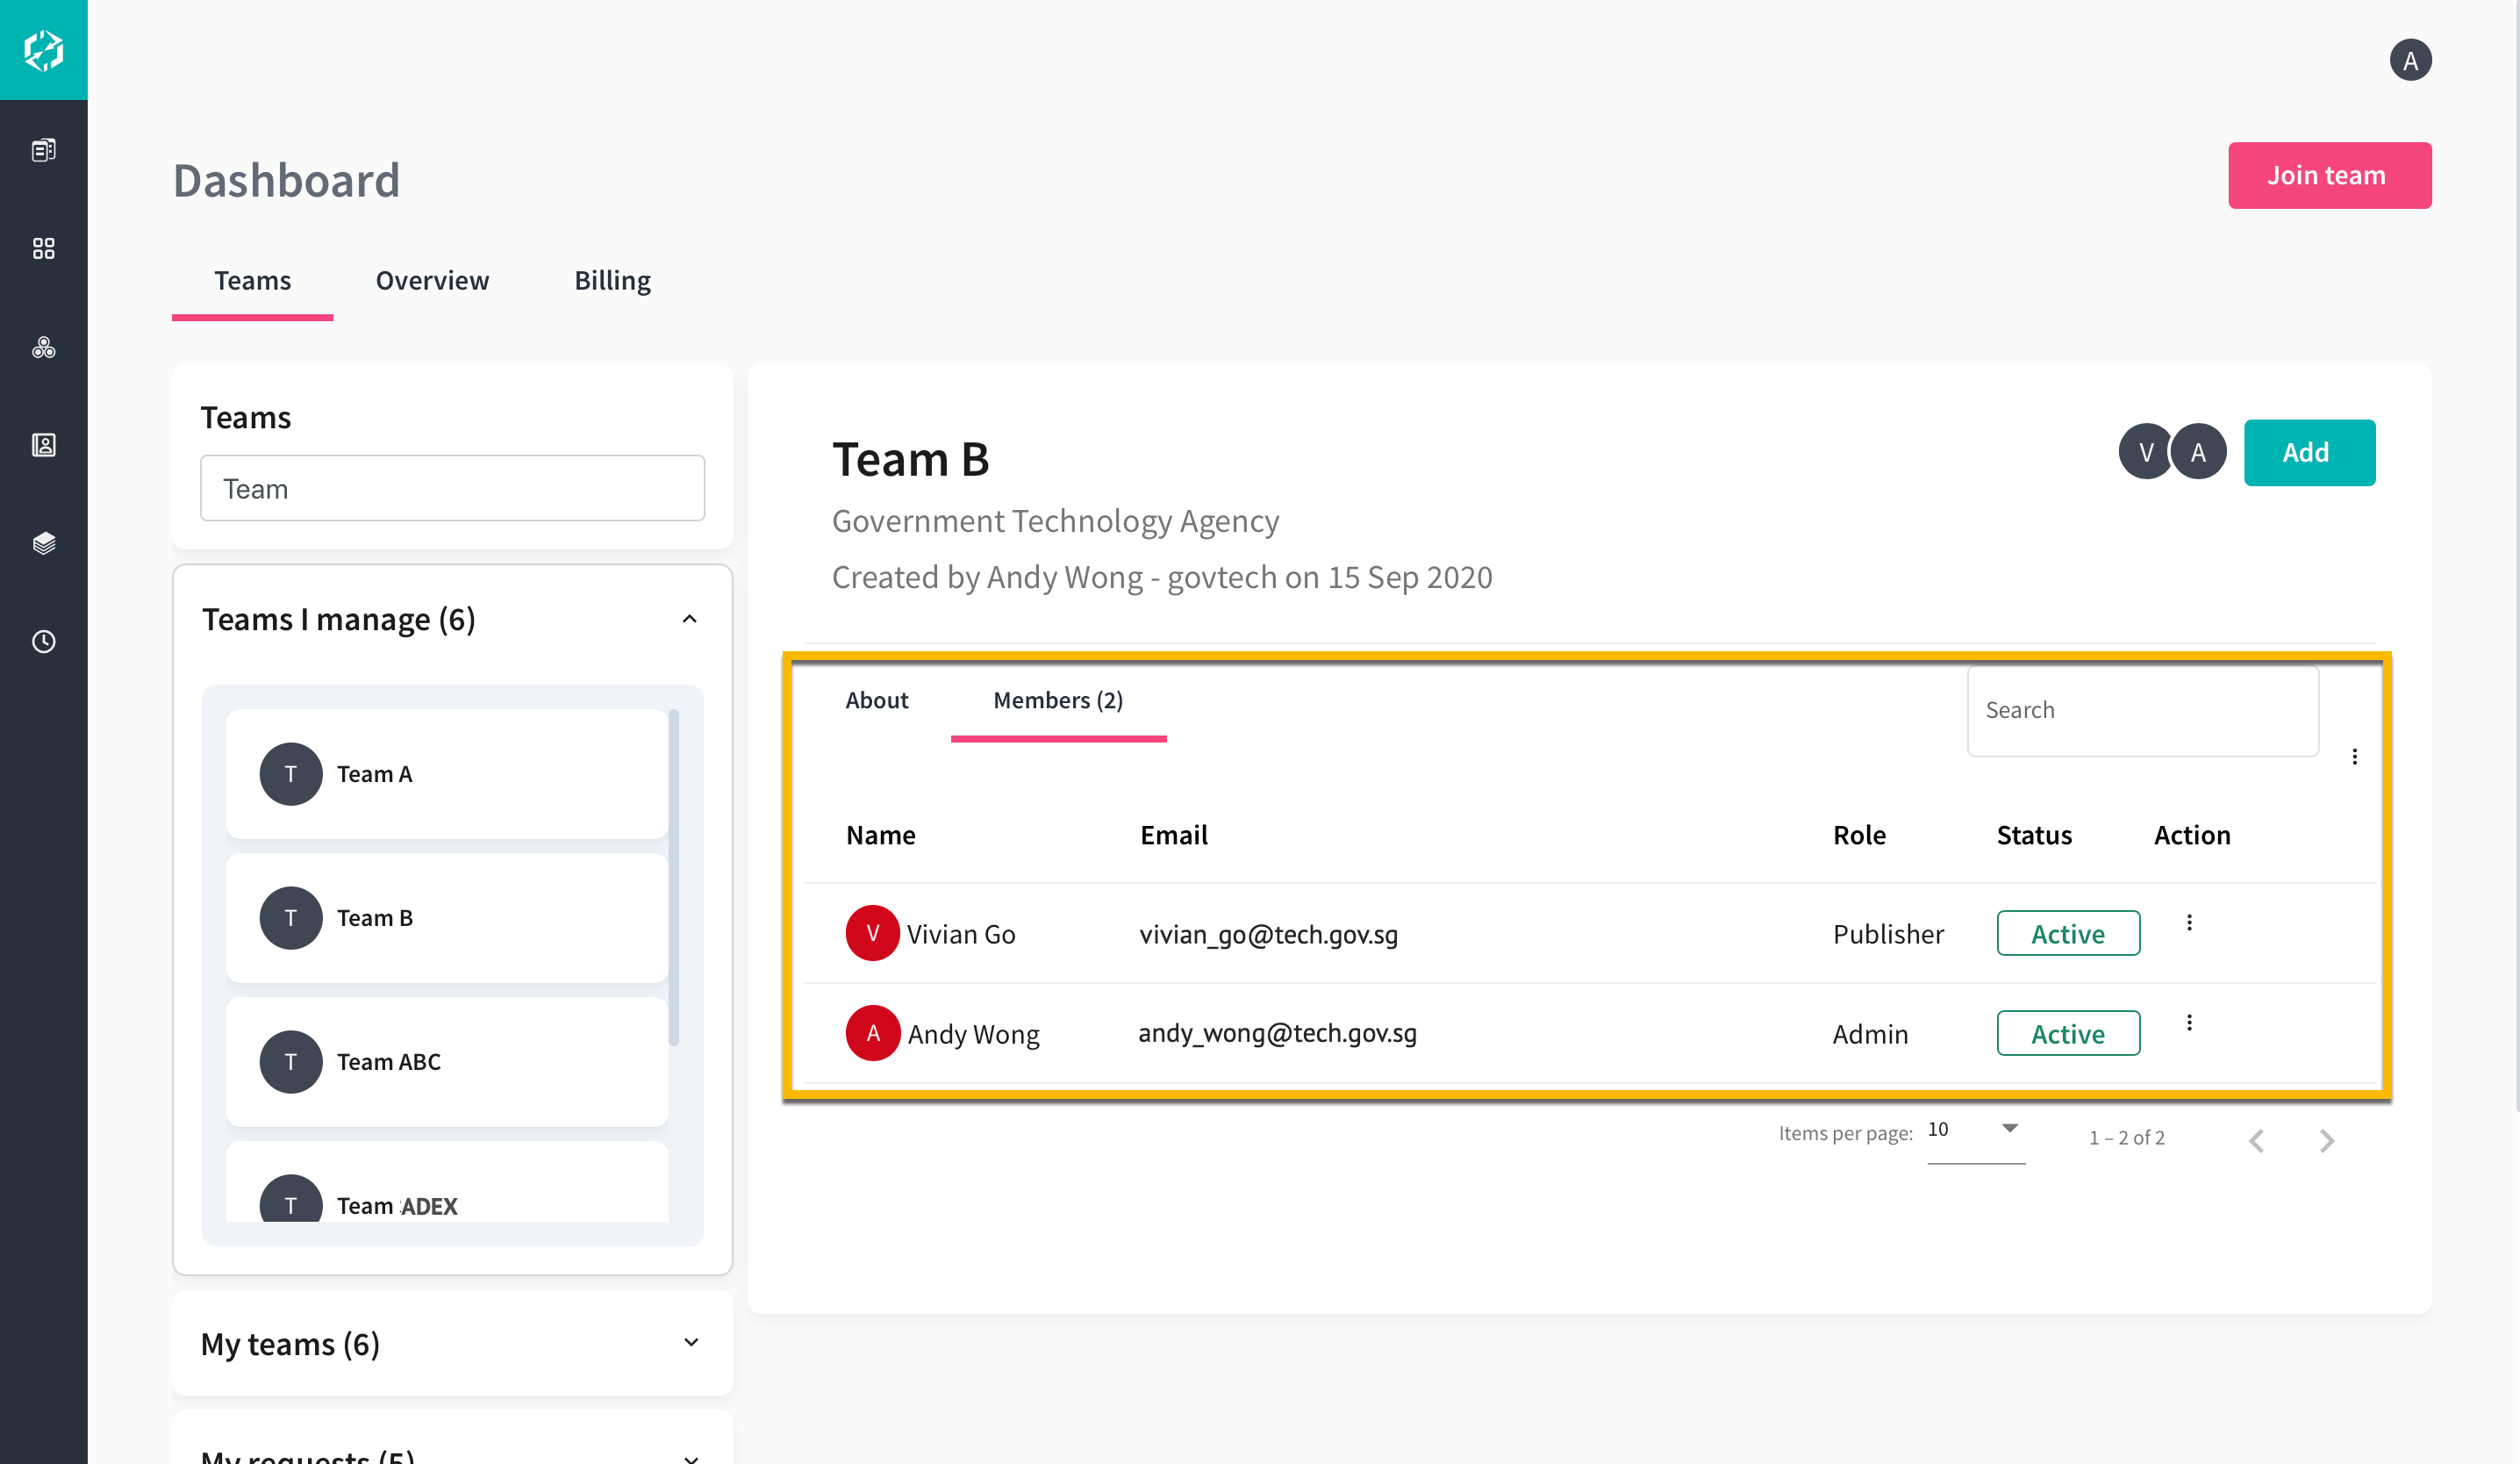 A
Dashboard
Join team
Teams
Overview
Billing
Teams
Team
Teams I manage (6)
T
Team A
T
Team B
T
Team ABC
T
Team ADEX
My teams (6)
My requests (5)
Team B
V
A
Add
Government Technology Agency
Created by Andy Wong - govtech on 15 Sep 2020
About
Members (2)
Search
Name
Email
Role
Status
Action
V
Vivian Go
vivian_go@tech.gov.sg
Publisher
Active
A
Andy Wong
andy_wong@tech.gov.sg
Admin
Active
Items per page:
10
1 – 2 of 2